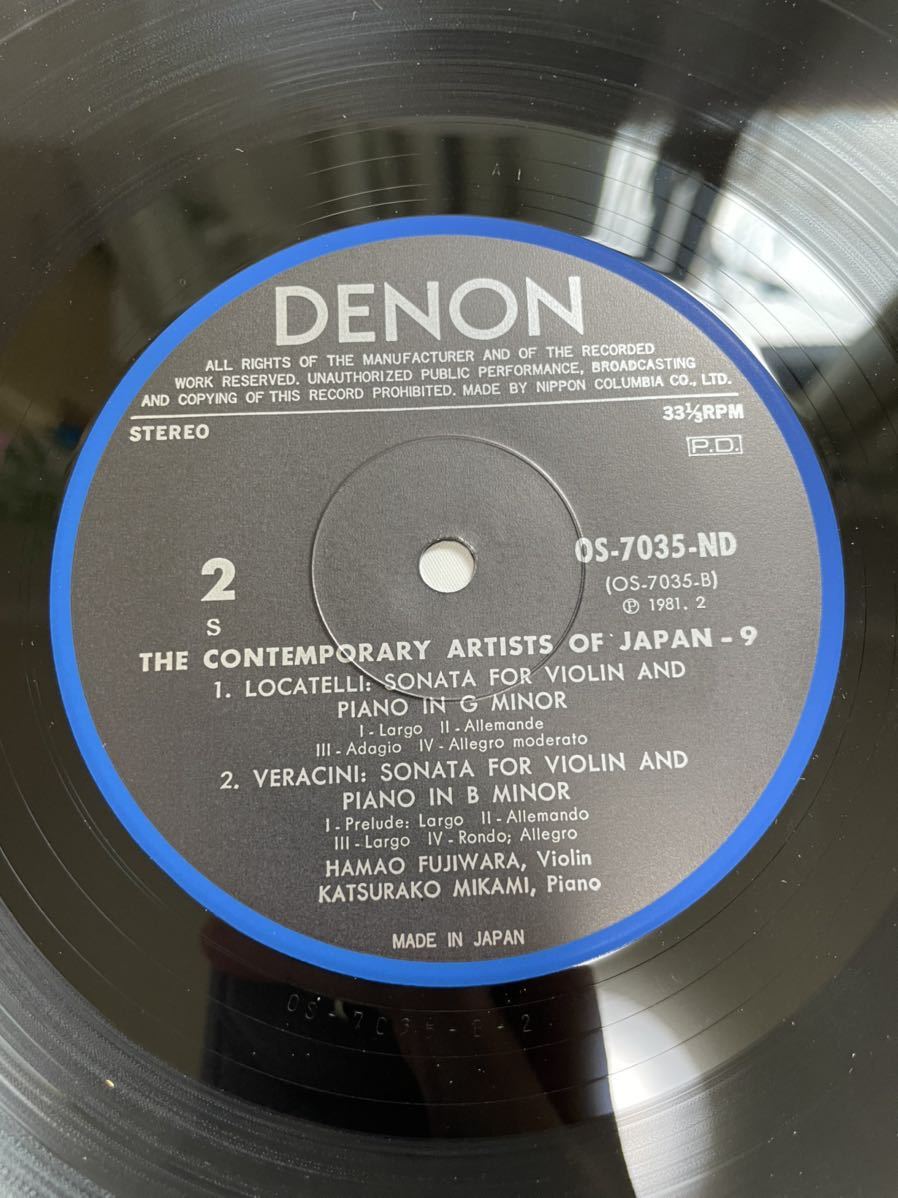 DENON
ALL RIGHTS OF THE MANUFACTURER AND OF THE RECORDED
WORK RESERVED. UNAUTHORIZED PUBLIC PERFORMANCE, BROADCASTING
AND COPYING OF THIS RECORD PROHIBITED. MADE BY NIPPON COLUMBIA CO., LTD.
STEREO
33⅓RPM
P.D.
2
S
OS-7035-ND
(OS-7035-B)
Ⓟ 1981. 2
THE CONTEMPORARY ARTISTS OF JAPAN - 9
1. LOCATELLI: SONATA FOR VIOLIN AND
PIANO IN G MINOR
I - Largo II - Allemande
III - Adagio IV - Allegro moderato
2. VERACINI: SONATA FOR VIOLIN AND
PIANO IN B MINOR
I - Prelude: Largo II - Allemando
III - Largo IV - Rondo; Allegro
HAMAO FUJIWARA, Violin
KATSURAKO MIKAMI, Piano
MADE IN JAPAN